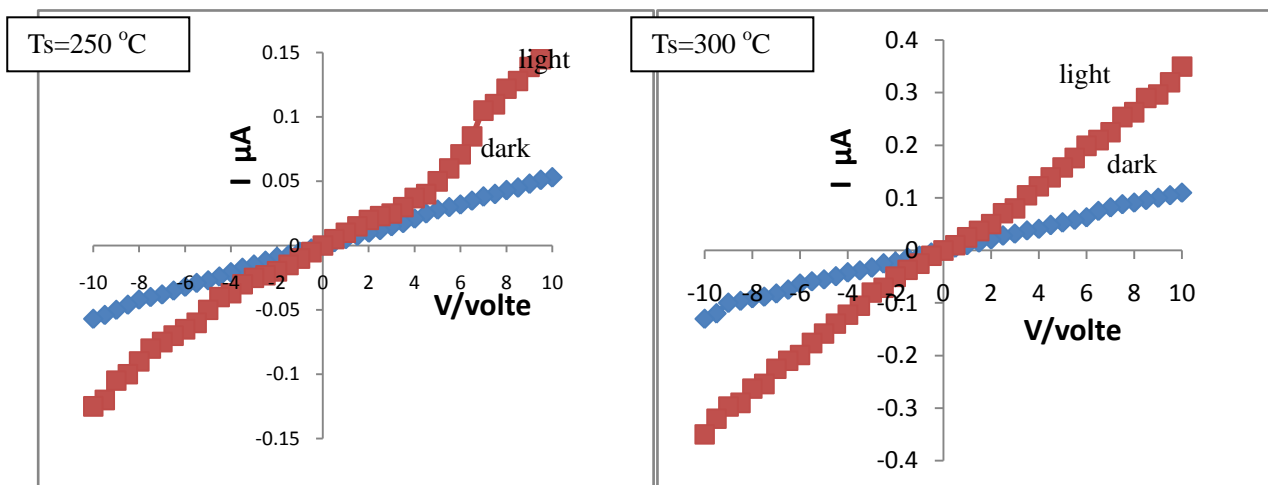 Ts=250 °C
0.15
light
0.1
dark
0.05
0
-10 -8 -6 -4 -2 0 2 4 6 8 10
-0.05
-0.1
-0.15
I µA
V/volte
Ts=300 °C
0.4
light
0.3
0.2
dark
0.1
0
-10 -8 -6 -4 -2 0 2 4 6 8 10
-0.1
-0.2
-0.3
-0.4
I µA
V/volte